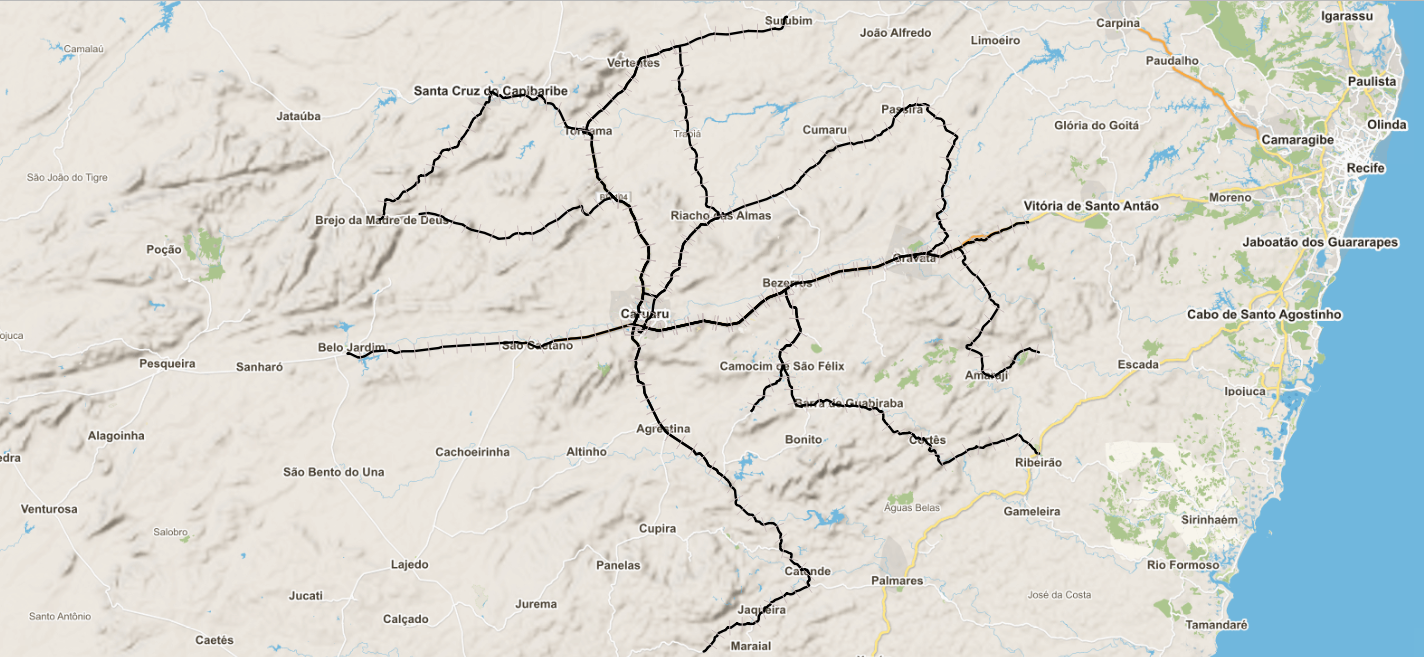 Igarassu
Surubim
Carpina
João Alfredo
Limoeiro
Camalaú
Vertentes
Paudalho
Paulista
Santa Cruz do Capibaribe
Passira
Jataúba
Toritama
Trapiá
Cumaru
Glória do Goitá
Olinda
Camaragibe
Recife
São João do Tigre
Moreno
Vitória de Santo Antão
Brejo da Madre de Deus
Riacho das Almas
Poção
Jaboatão dos Guararapes
Gravatá
Bezerros
Caruaru
Cabo de Santo Agostinho
ojuca
Belo Jardim
São Caetano
Pesqueira
Sanharó
Camocim de São Félix
Escada
Amaraji
Ipojuca
Barra de Guabiraba
Agrestina
Alagoinha
Bonito
Cortês
Cachoeirinha
Altinho
edra
Ribeirão
São Bento do Una
Venturosa
Águas Belas
Gameleira
Sirinhaém
Salobro
Cupira
Lajedo
Panelas
Catende
Rio Formoso
Palmares
Jucati
Jurema
José da Costa
Santo Antônio
Calçado
Jaqueira
Tamandaré
Caetés
Maraial